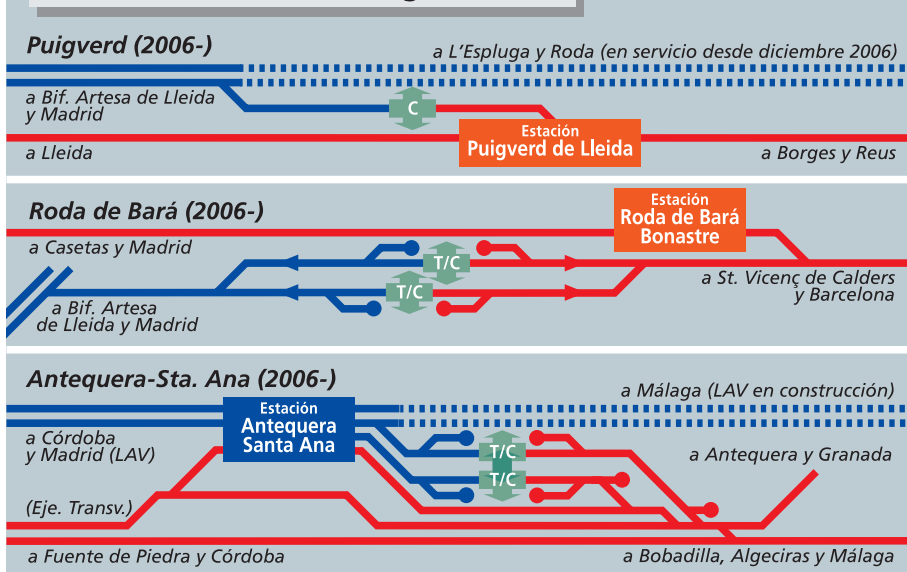 Puigverd (2006-)
a L'Espluga y Roda (en servicio desde diciembre 2006)
a Bif. Artesa de Lleida
y Madrid
C
Estación
Puigverd de Lleida
a Lleida
a Borges y Reus
Roda de Bará (2006-)
Estación
Roda de Bará
Bonastre
a Casetas y Madrid
T/C
a St. Vicenç de Calders
y Barcelona
T/C
a Bif. Artesa
de Lleida y Madrid
Antequera-Sta. Ana (2006-)
a Málaga (LAV en construcción)
Estación
Antequera
Santa Ana
a Córdoba
y Madrid (LAV)
T/C
a Antequera y Granada
T/C
(Eje. Transv.)
a Fuente de Piedra y Córdoba
a Bobadilla, Algeciras y Málaga